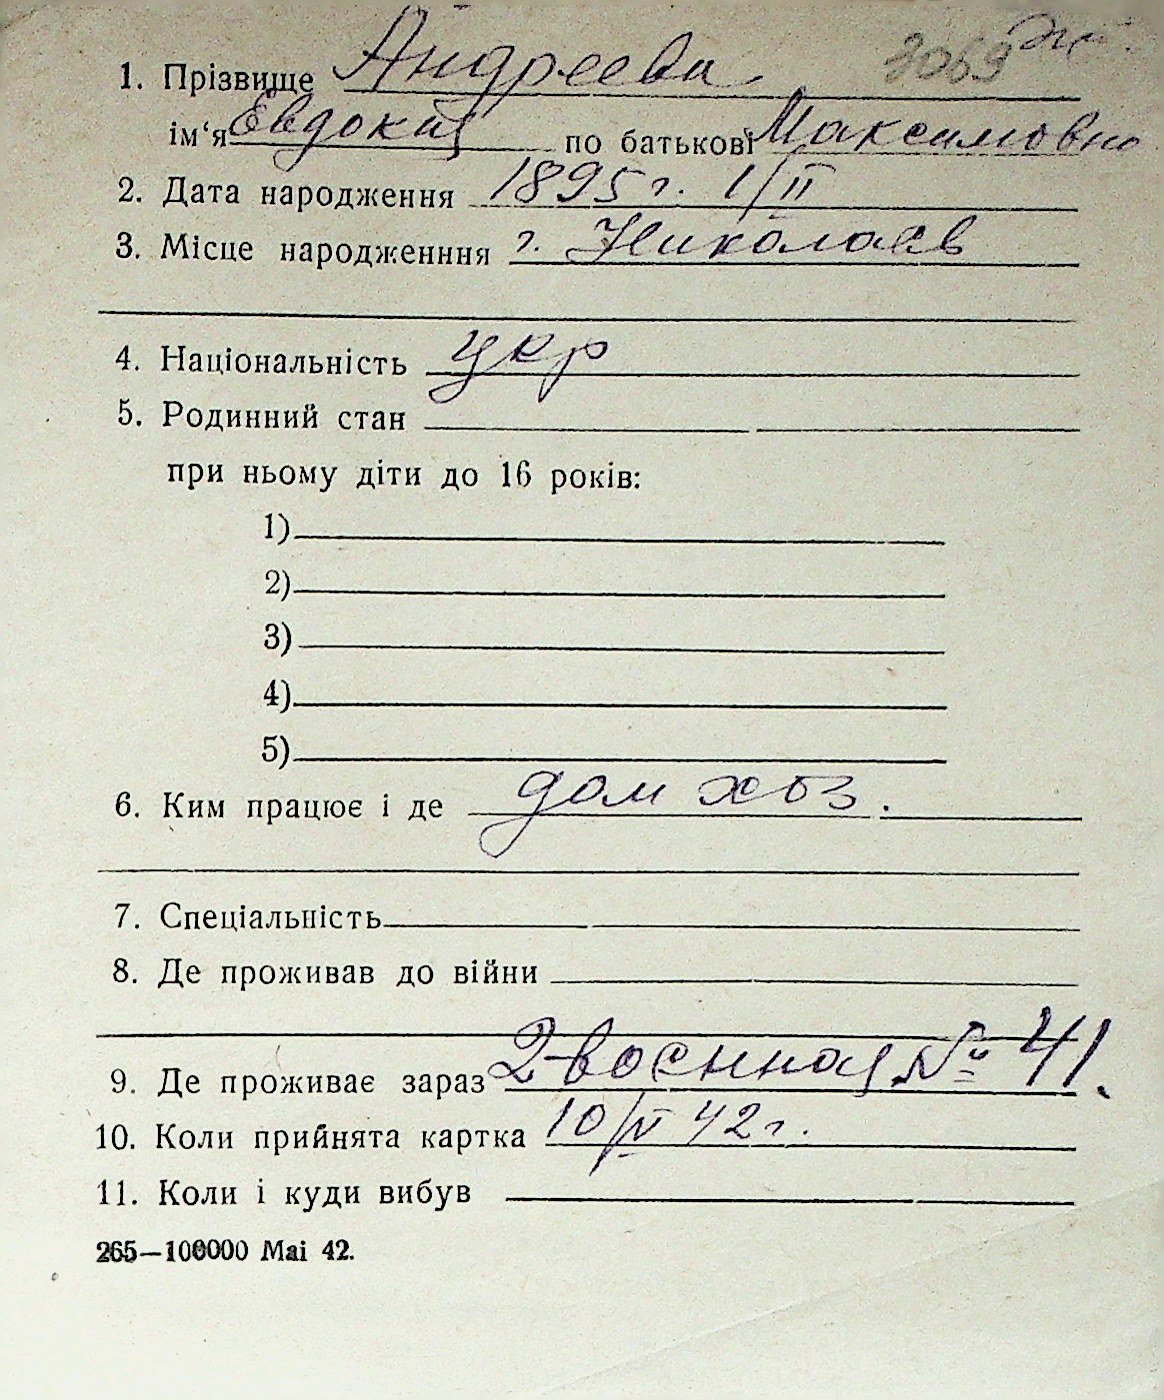 3069 Ж.
1. Прізвище Андреева
ім‘я Евдокия по батькові Максимовна
2. Дата народження 1895 г. 1/II
3. Місце народженння г. Николаев
4. Національність укр
5. Родинний стан
при ньому діти до 16 років:
1)
2)
3)
4)
5)
6. Ким працює і де дом хоз.
7. Спеціальність
8. Де проживав до війни
9. Де проживає зараз 2 военная № 41.
10. Коли прийнята картка 10/IV 42 г.
11. Коли і куди вибув
265—100000 Mai 42.